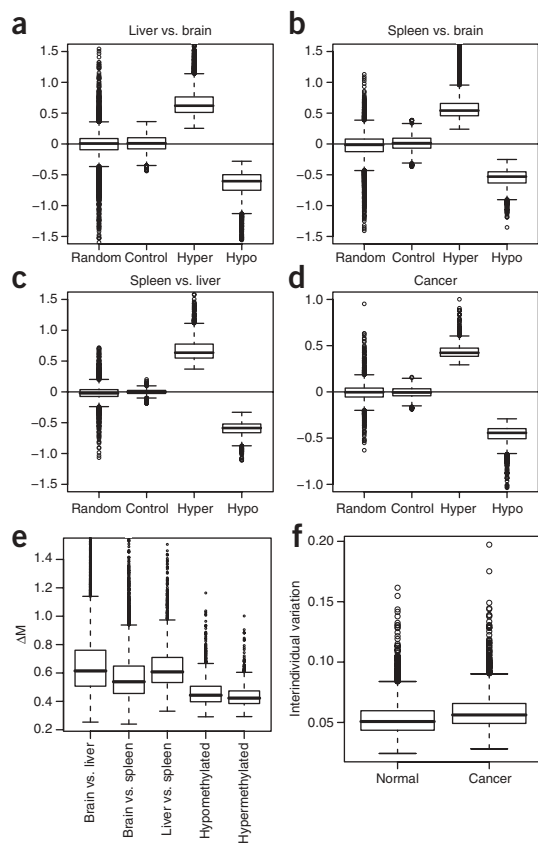 a
Liver vs. brain
1.5
1.0
0.5
0
−0.5
−1.0
−1.5
Random Control Hyper Hypo
b
Spleen vs. brain
1.5
1.0
0.5
0
−0.5
−1.0
−1.5
Random Control Hyper Hypo
c
Spleen vs. liver
1.5
1.0
0.5
0
−0.5
−1.0
−1.5
Random Control Hyper Hypo
d
Cancer
1.0
0.5
0
−0.5
−1.0
Random Control Hyper Hypo
e
ΔM
1.4
1.2
1.0
0.8
0.6
0.4
0.2
Brain vs. liver
Brain vs. spleen
Liver vs. spleen
Hypomethylated
Hypermethylated
f
Interindividual variation
0.20
0.15
0.10
0.05
Normal Cancer